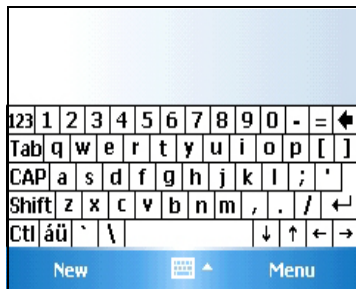 123 1 2 3 4 5 6 7 8 9 0 - = 🡄
Tab q w e r t y u i o p [ ]
CAP a s d f g h j k l ; '
Shift z x c v b n m , . / ↵
Ctl áü ` \ ↓ ↑ ← →
New Menu